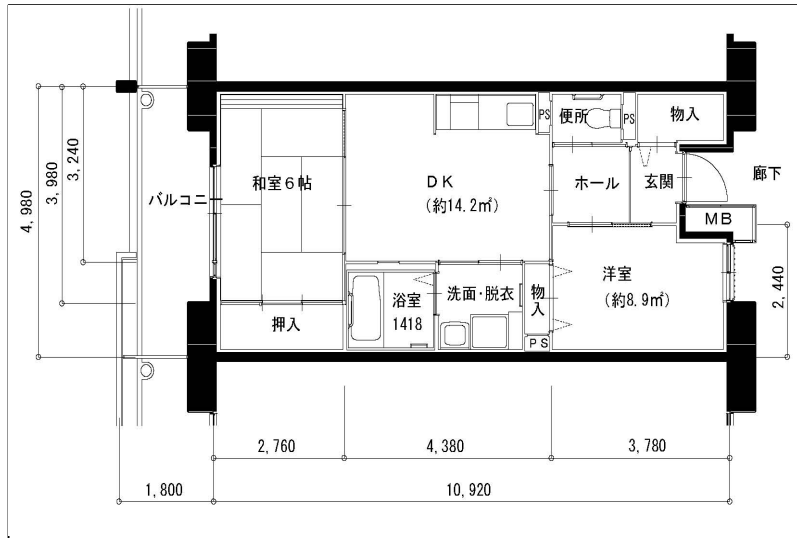 4,980
3,980
3,240
バルコニ
和室6帖
押入
DK
(約14.2㎡)
浴室
1418
洗面・脱衣
物入
PS
PS
便所
PS
物入
ホール
玄関
廊下
MB
洋室
(約8.9㎡)
2,440
2,760
4,380
3,780
1,800
10,920